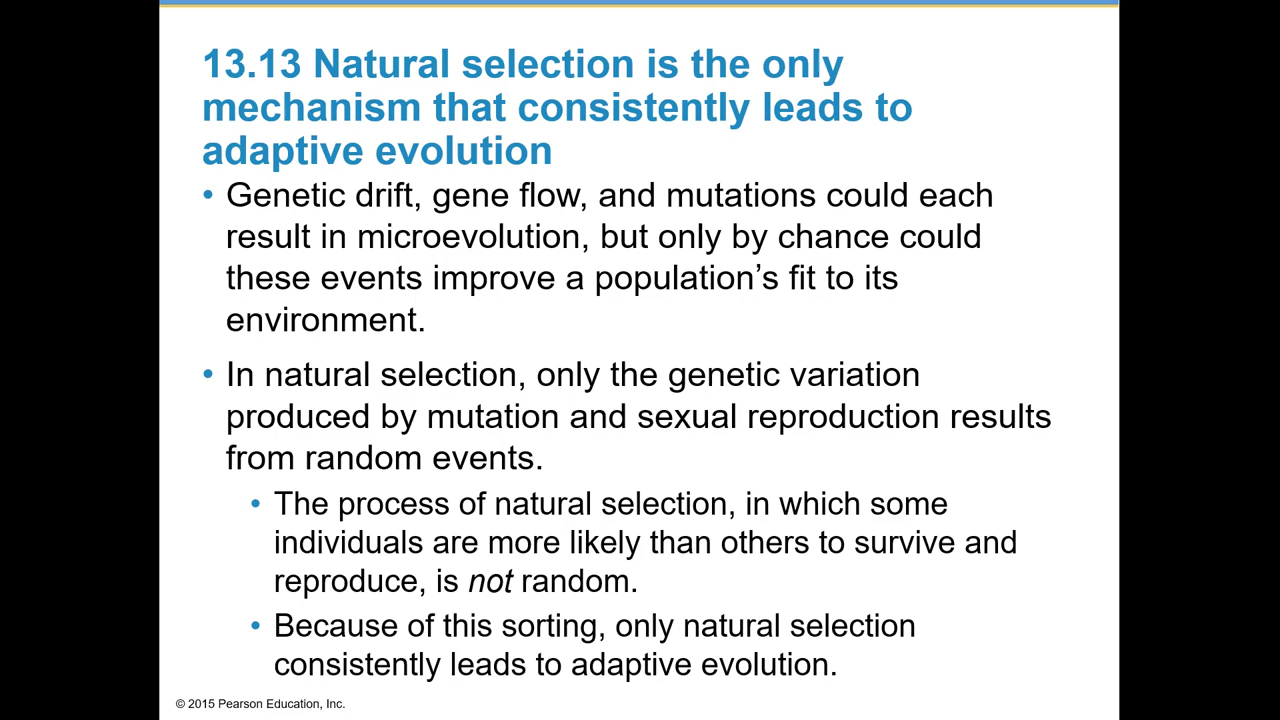 13.13 Natural selection is the only
mechanism that consistently leads to
adaptive evolution
• Genetic drift, gene flow, and mutations could each
result in microevolution, but only by chance could
these events improve a population’s fit to its
environment.
• In natural selection, only the genetic variation
produced by mutation and sexual reproduction results
from random events.
• The process of natural selection, in which some
individuals are more likely than others to survive and
reproduce, is not random.
• Because of this sorting, only natural selection
consistently leads to adaptive evolution.
© 2015 Pearson Education, Inc.